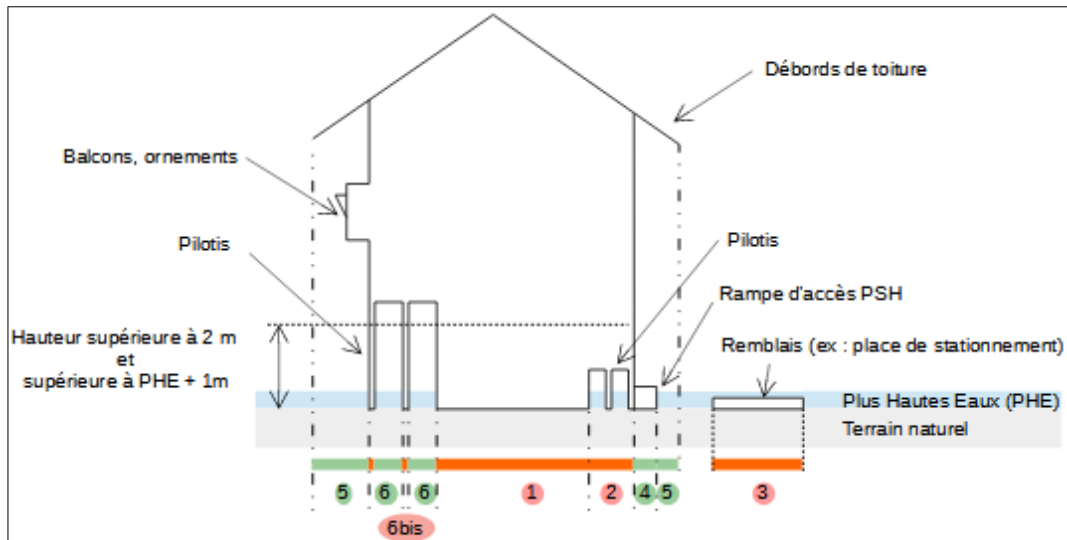 Débords de toiture
Balcons, ornements
Pilotis
Pilotis
Rampe d'accès PSH
Hauteur supérieure à 2 m
et
supérieure à PHE + 1m
Remblais (ex : place de stationnement)
Plus Hautes Eaux (PHE)
Terrain naturel
5 6 6 1 2 4 5 3
6bis